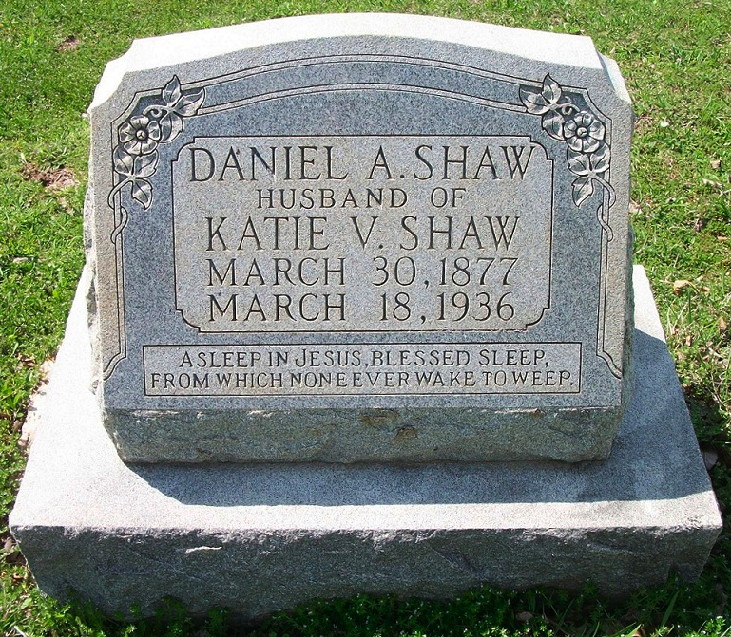 DANIEL A. SHAW
HUSBAND OF
KATIE V. SHAW
MARCH 30, 1877
MARCH 18, 1936
ASLEEP IN JESUS, BLESSED SLEEP,
FROM WHICH NONE EVER WAKE TO WEEP.